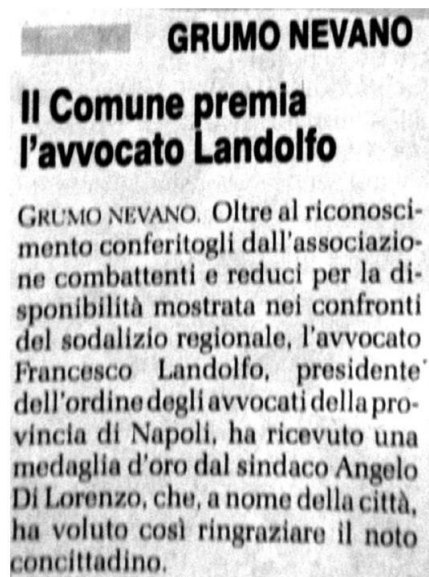 GRUMO NEVANO
Il Comune premia
l'avvocato Landolfo
GRUMO NEVANO. Oltre al riconosci-
mento conferitogli dall'associazio-
ne combattenti e reduci per la di-
sponibilità mostrata nei confronti
del sodalizio regionale, l'avvocato
Francesco Landolfo, presidente
dell'ordine degli avvocati della pro-
vincia di Napoli, ha ricevuto una
medaglia d'oro dal sindaco Angelo
Di Lorenzo, che, a nome della città,
ha voluto così ringraziare il noto
concittadino.